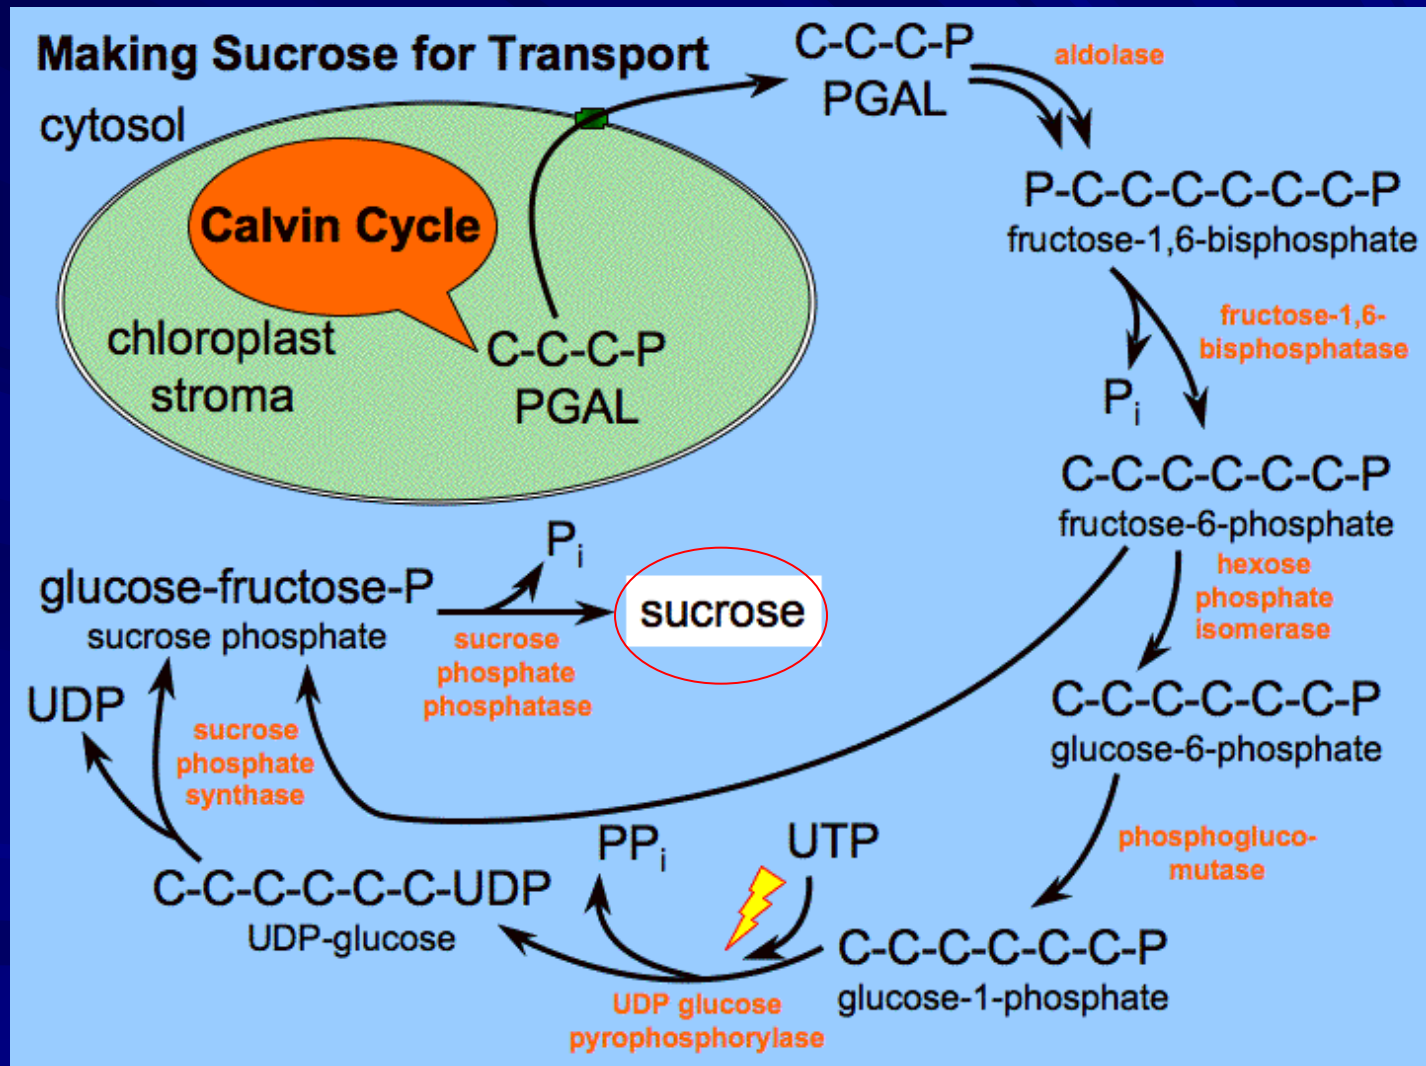 Making Sucrose for Transport
cytosol
C-C-C-P
PGAL
aldolase
Calvin Cycle
chloroplast
stroma
C-C-C-P
PGAL
P-C-C-C-C-C-C-P
fructose-1,6-bisphosphate
fructose-1,6-
bisphosphatase
Pi
C-C-C-C-C-C-P
fructose-6-phosphate
hexose
phosphate
isomerase
C-C-C-C-C-C-P
glucose-6-phosphate
phosphogluco-
mutase
C-C-C-C-C-C-P
glucose-1-phosphate
UTP
PPi
UDP glucose
pyrophosphorylase
C-C-C-C-C-C-UDP
UDP-glucose
UDP
sucrose
phosphate
synthase
glucose-fructose-P
sucrose phosphate
Pi
sucrose
phosphate
phosphatase
sucrose